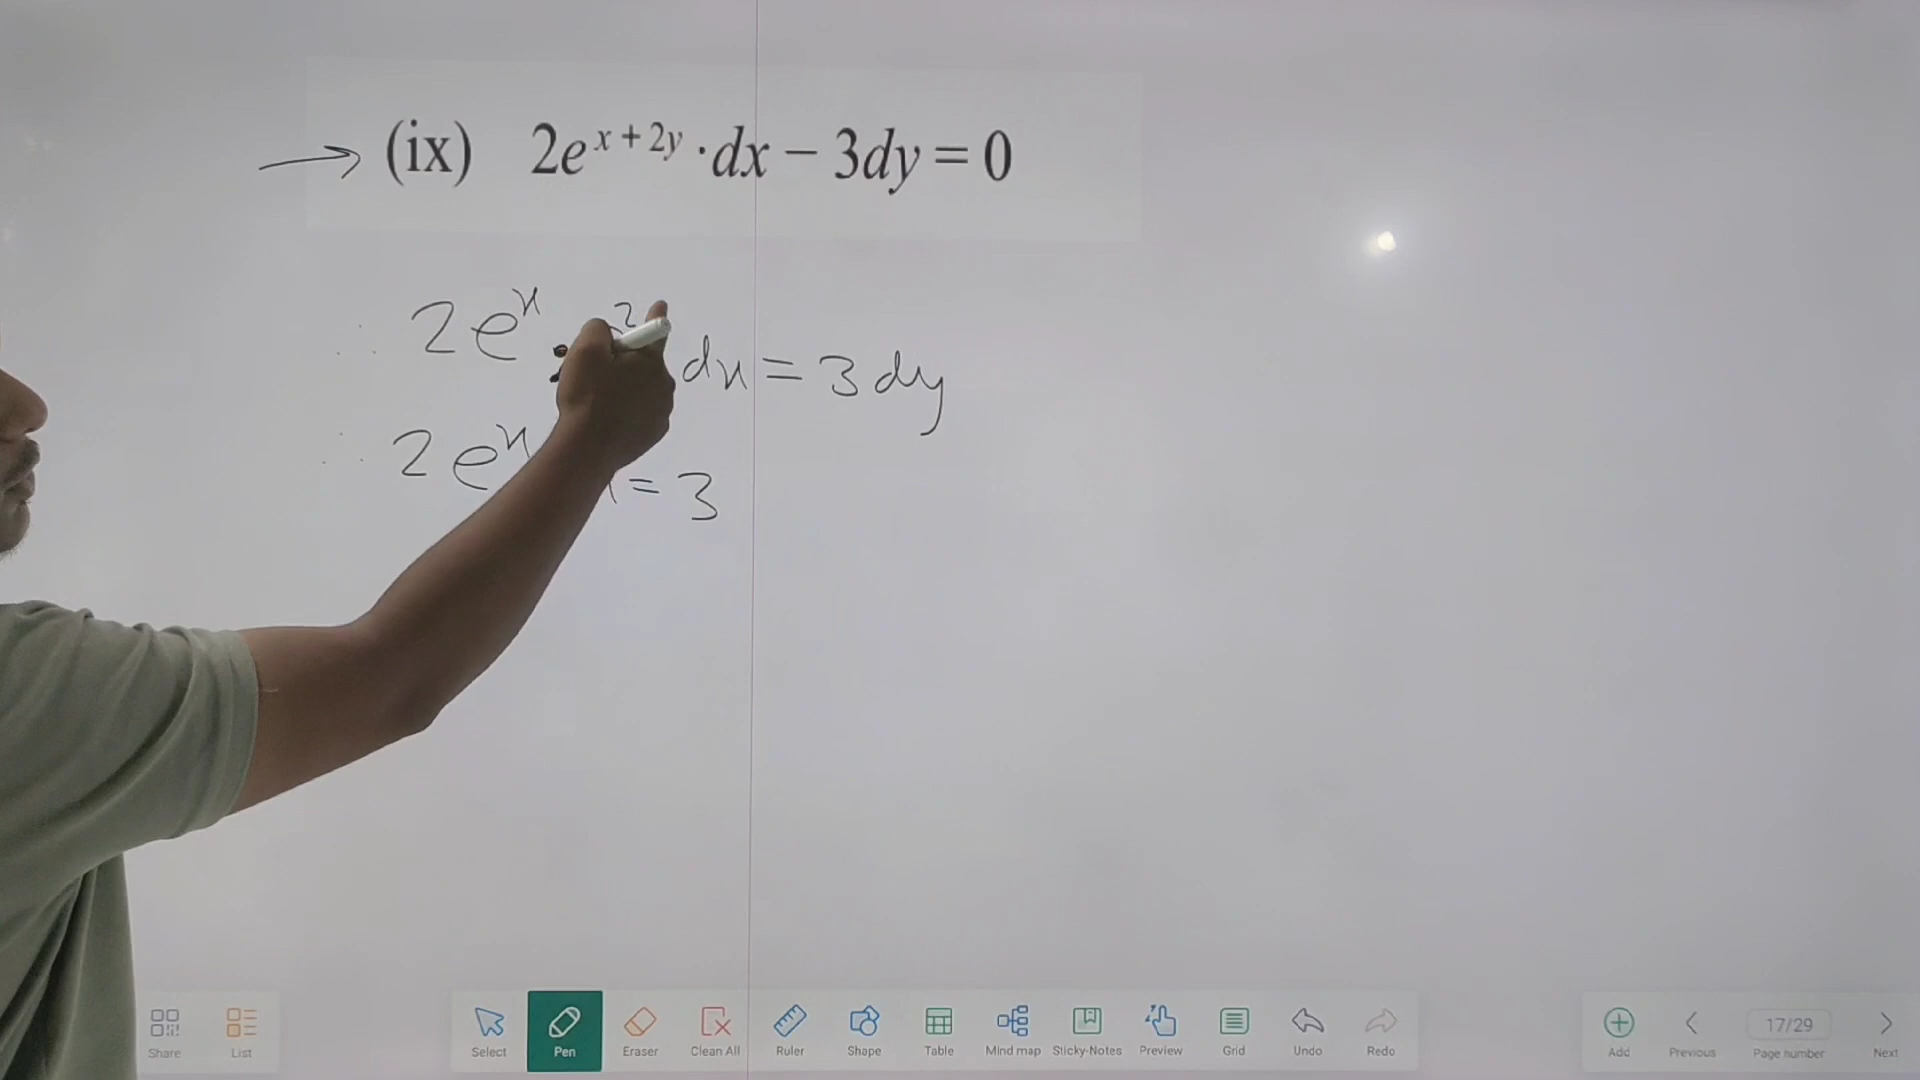 (ix) 2e^{x+2y}·dx − 3dy = 0
∴ 2e^x · 2 dx = 3dy
∴ 2e^x = 3
Share List Select Pen Eraser Clean All Ruler Shape Table Mind map Sticky-Notes Preview Grid Undo Redo Add Previous 17/29 Page number Next